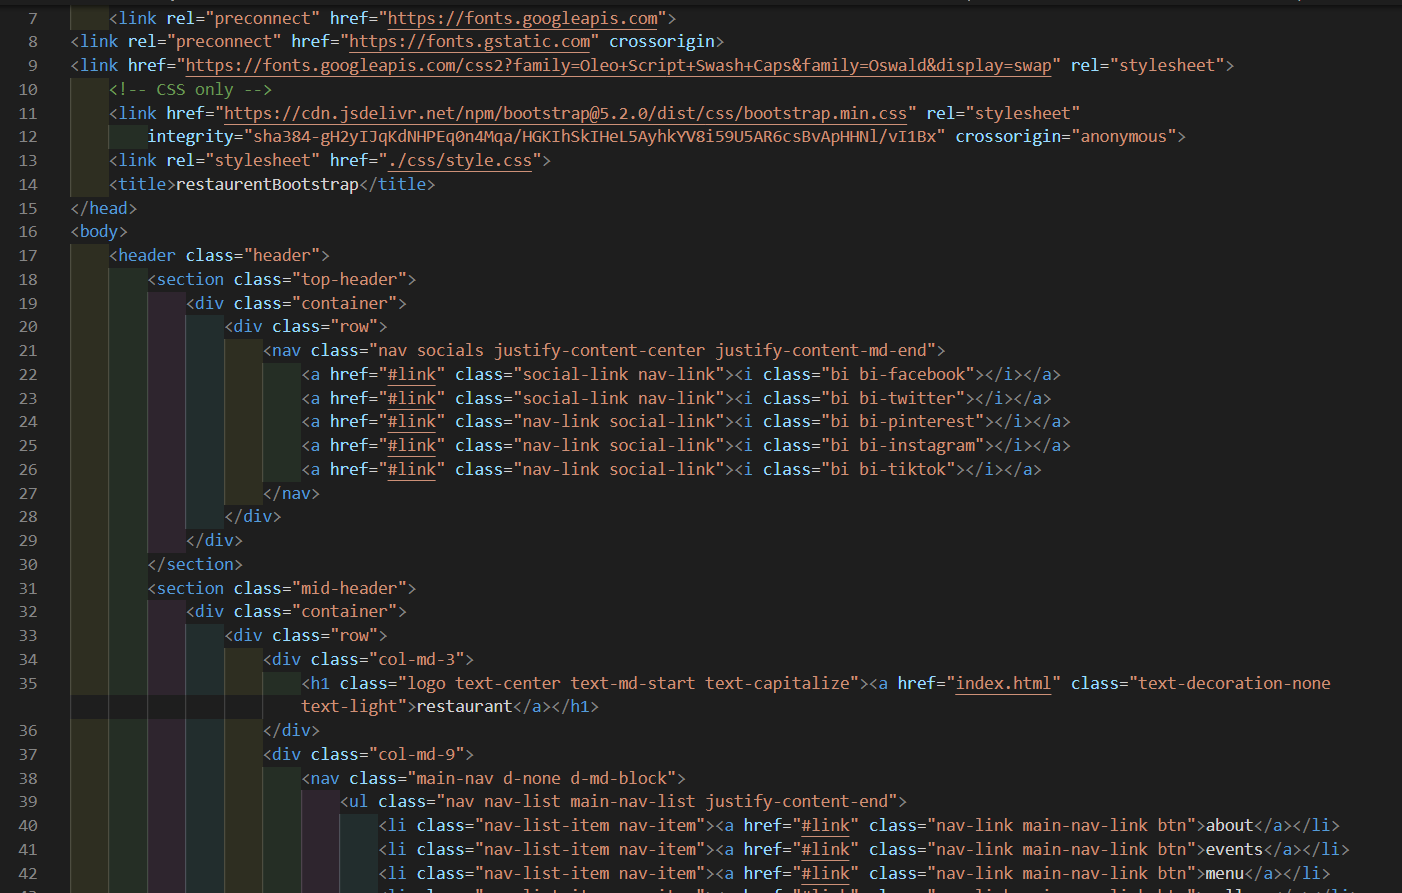 7 <link rel="preconnect" href="https://fonts.googleapis.com">
8 <link rel="preconnect" href="https://fonts.gstatic.com" crossorigin>
9 <link href="https://fonts.googleapis.com/css2?family=Oleo+Script+Swash+Caps&family=Oswald&display=swap" rel="stylesheet">
10 <!-- CSS only -->
11 <link href="https://cdn.jsdelivr.net/npm/bootstrap@5.2.0/dist/css/bootstrap.min.css" rel="stylesheet"
12 integrity="sha384-gH2yIJqKdNHPEq0n4Mqa/HGKIhSkIHeL5AyhkYV8i59U5AR6csBvApHHNl/vI1Bx" crossorigin="anonymous">
13 <link rel="stylesheet" href="./css/style.css">
14 <title>restaurentBootstrap</title>
15 </head>
16 <body>
17 <header class="header">
18 <section class="top-header">
19 <div class="container">
20 <div class="row">
21 <nav class="nav socials justify-content-center justify-content-md-end">
22 <a href="#link" class="social-link nav-link"><i class="bi bi-facebook"></i></a>
23 <a href="#link" class="social-link nav-link"><i class="bi bi-twitter"></i></a>
24 <a href="#link" class="nav-link social-link"><i class="bi bi-pinterest"></i></a>
25 <a href="#link" class="nav-link social-link"><i class="bi bi-instagram"></i></a>
26 <a href="#link" class="nav-link social-link"><i class="bi bi-tiktok"></i></a>
27 </nav>
28 </div>
29 </div>
30 </section>
31 <section class="mid-header">
32 <div class="container">
33 <div class="row">
34 <div class="col-md-3">
35 <h1 class="logo text-center text-md-start text-capitalize"><a href="index.html" class="text-decoration-none
text-light">restaurant</a></h1>
36 </div>
37 <div class="col-md-9">
38 <nav class="main-nav d-none d-md-block">
39 <ul class="nav nav-list main-nav-list justify-content-end">
40 <li class="nav-list-item nav-item"><a href="#link" class="nav-link main-nav-link btn">about</a></li>
41 <li class="nav-list-item nav-item"><a href="#link" class="nav-link main-nav-link btn">events</a></li>
42 <li class="nav-list-item nav-item"><a href="#link" class="nav-link main-nav-link btn">menu</a></li>